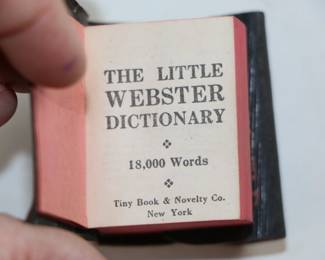 THE LITTLE
WEBSTER
DICTIONARY
18,000 Words
Tiny Book & Novelty Co.
New York